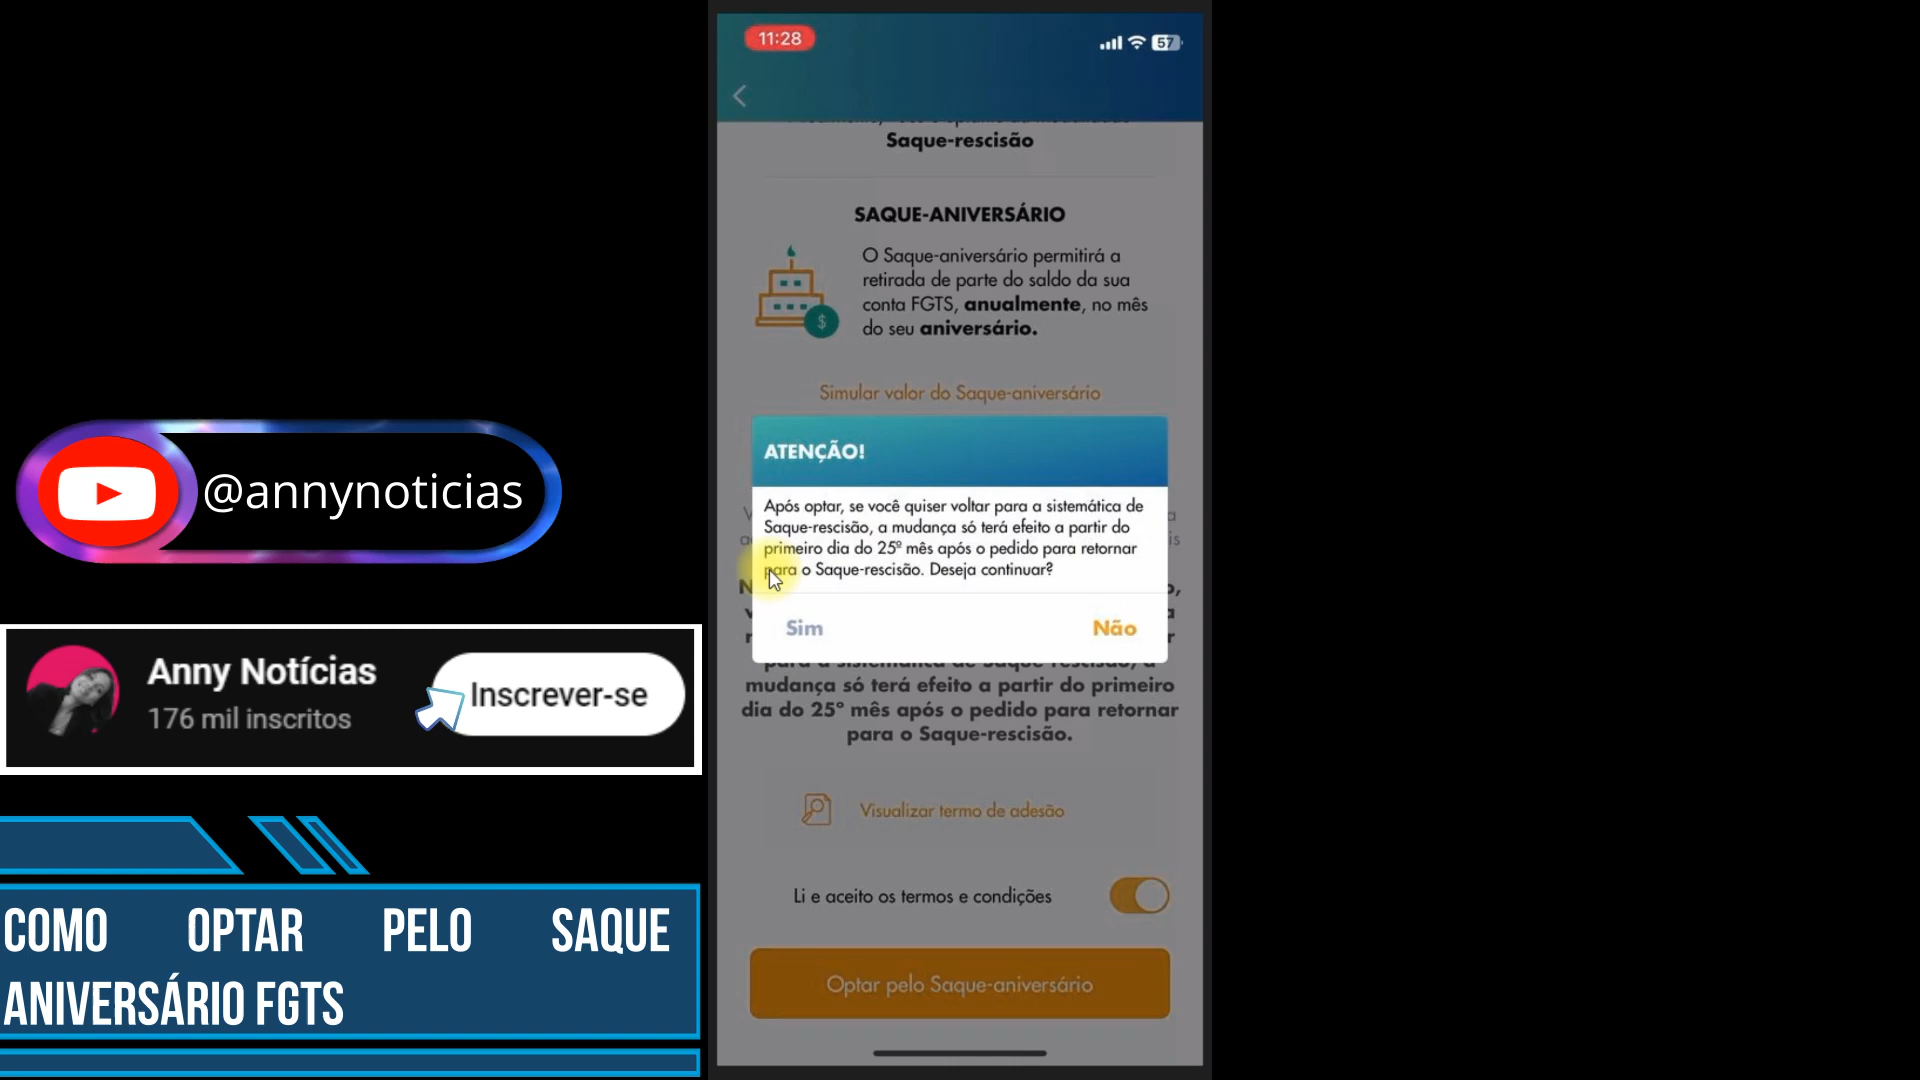 @annynoticias
Anny Notícias
176 mil inscritos
Inscrever-se
COMO OPTAR PELO SAQUE
ANIVERSÁRIO FGTS
11:28
57
Saque-rescisão
SAQUE-ANIVERSÁRIO
O Saque-aniversário permitirá a
retirada de parte do saldo da sua
conta FGTS, anualmente, no mês
do seu aniversário.
Simular valor do Saque-aniversário
ATENÇÃO!
Após optar, se você quiser voltar para a sistemática de
Saque-rescisão, a mudança só terá efeito a partir do
primeiro dia do 25º mês após o pedido para retornar
para o Saque-rescisão. Deseja continuar?
Sim
Não
para a sistemática de Saque-rescisão, a
mudança só terá efeito a partir do primeiro
dia do 25º mês após o pedido para retornar
para o Saque-rescisão.
Visualizar termo de adesão
Li e aceito os termos e condições
Optar pelo Saque-aniversário